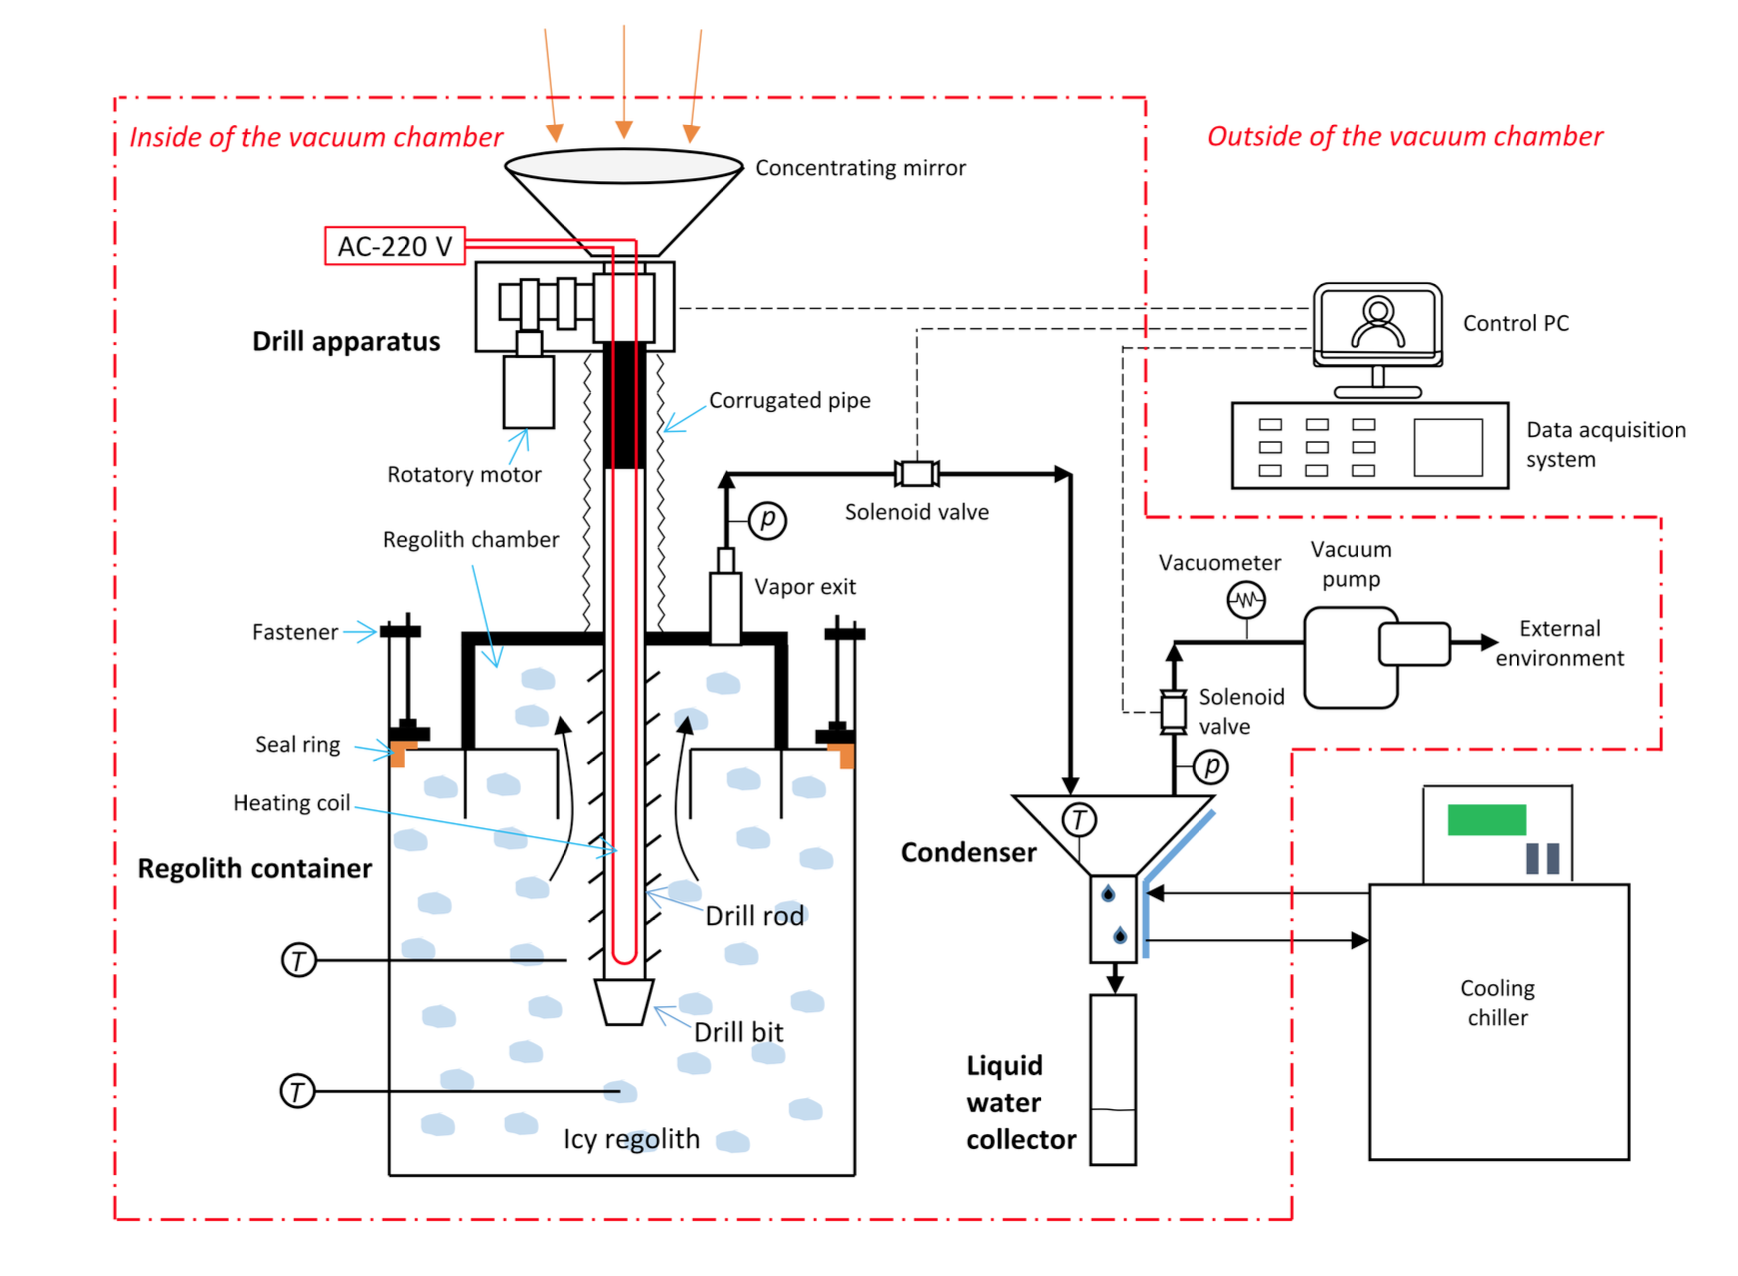 Inside of the vacuum chamber
Outside of the vacuum chamber
Concentrating mirror
AC-220 V
Drill apparatus
Control PC
Corrugated pipe
Data acquisition
system
Rotatory motor
p
Solenoid valve
Regolith chamber
Vacuometer
Vacuum
pump
Vapor exit
Fastener
External
environment
Solenoid
valve
Seal ring
p
Heating coil
T
Condenser
Regolith container
Drill rod
T
Cooling
chiller
Drill bit
Liquid
water
collector
T
Icy regolith